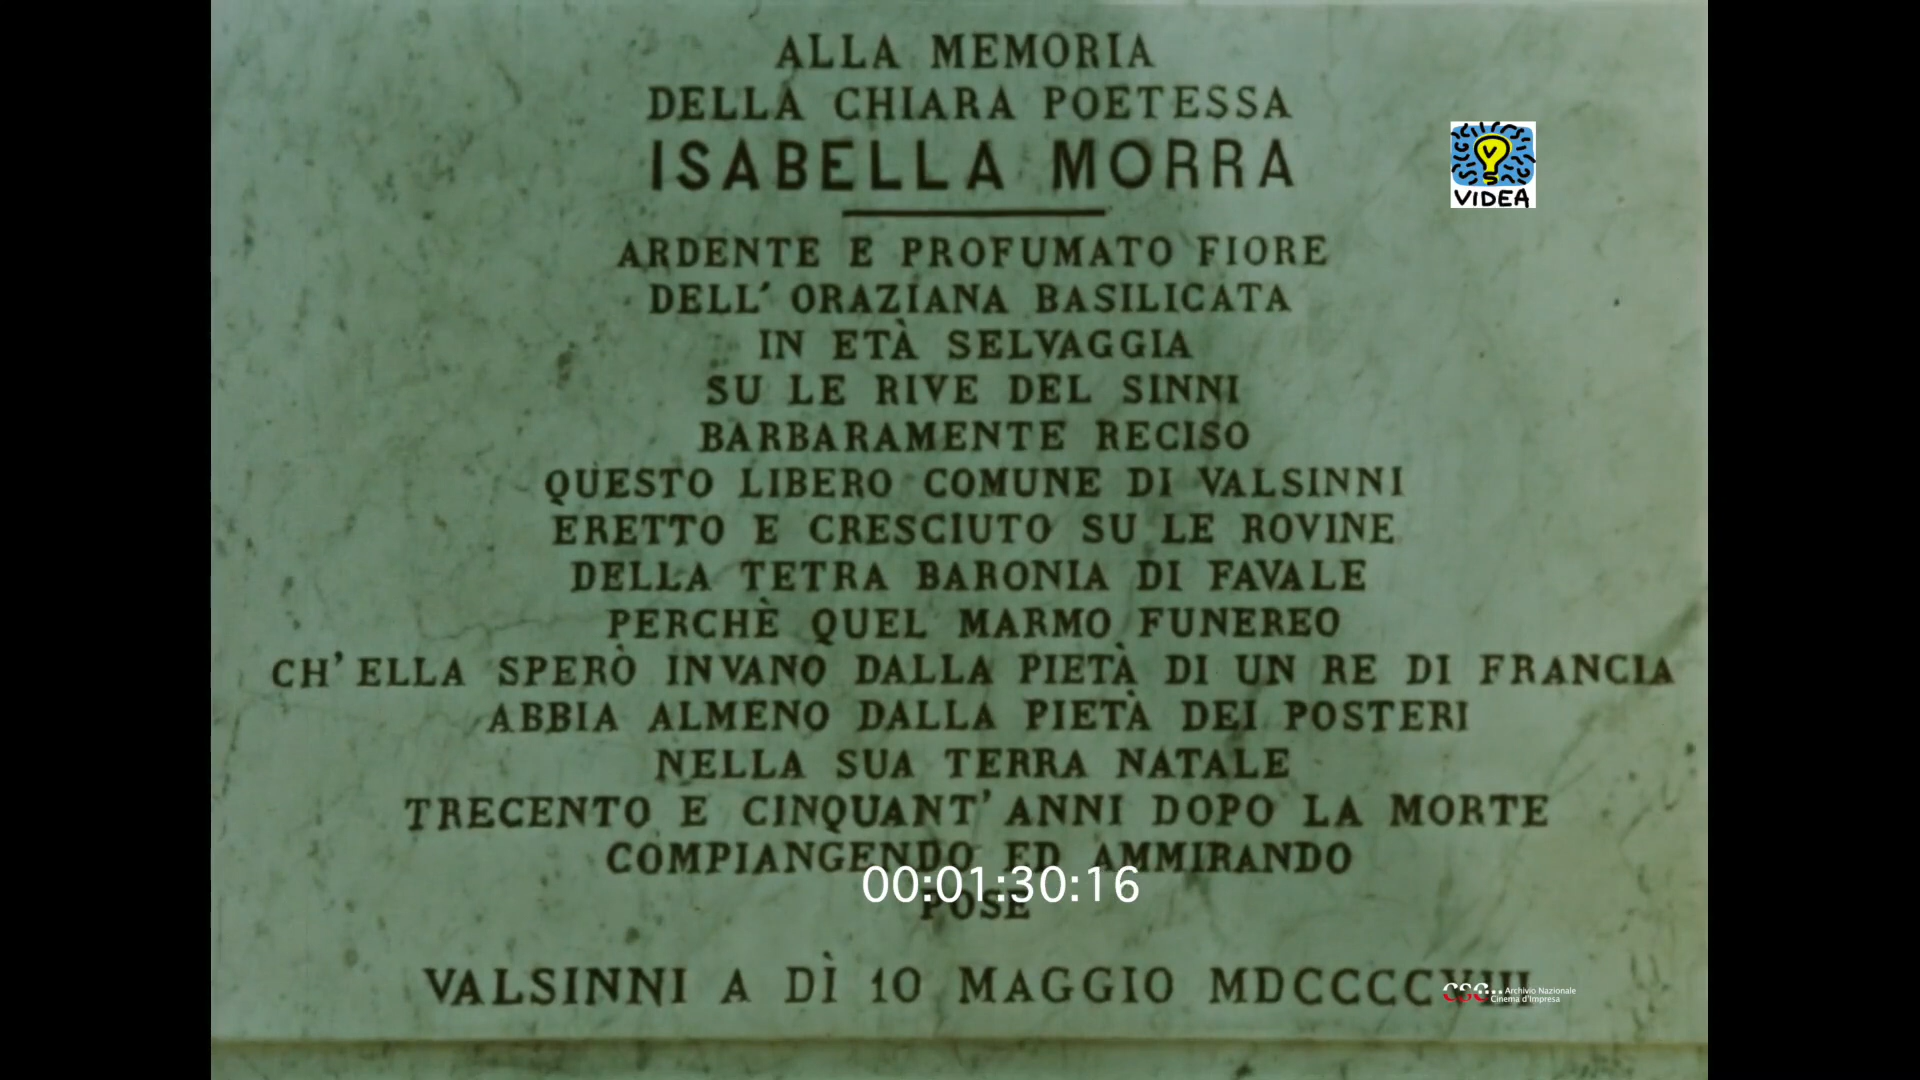 ALLA MEMORIA
DELLA CHIARA POETESSA
ISABELLA MORRA
ARDENTE E PROFUMATO FIORE
DELL' ORAZIANA BASILICATA
IN ETÀ SELVAGGIA
SU LE RIVE DEL SINNI
BARBARAMENTE RECISO
QUESTO LIBERO COMUNE DI VALSINNI
ERETTO E CRESCIUTO SU LE ROVINE
DELLA TETRA BARONIA DI FAVALE
PERCHÈ QUEL MARMO FUNEREO
CH' ELLA SPERÒ INVANO DALLA PIETÀ DI UN RE DI FRANCIA
ABBIA ALMENO DALLA PIETÀ DEI POSTERI
NELLA SUA TERRA NATALE
TRECENTO E CINQUANT' ANNI DOPO LA MORTE
COMPIANGENDO ED AMMIRANDO
POSE
VALSINNI A DÌ 10 MAGGIO
VIDEA
00:01:30:16
CSC Archivio Nazionale
Cinema d'Impresa